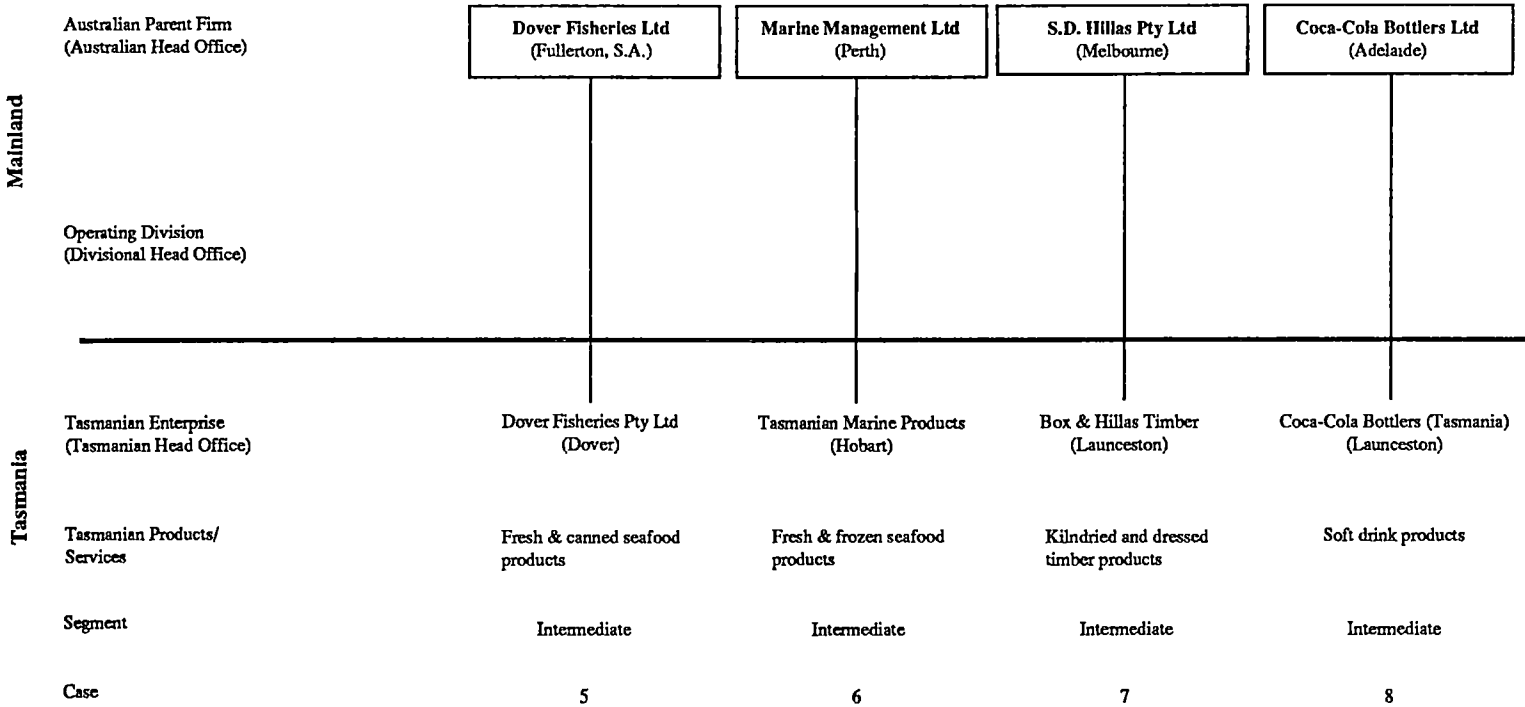 Mainland
Australian Parent Firm
(Australian Head Office)
Dover Fisheries Ltd
(Fullerton, S.A.)
Marine Management Ltd
(Perth)
S.D. Hillas Pty Ltd
(Melbourne)
Coca-Cola Bottlers Ltd
(Adelaide)
Operating Division
(Divisional Head Office)
Tasmania
Tasmanian Enterprise
(Tasmanian Head Office)
Dover Fisheries Pty Ltd
(Dover)
Tasmanian Marine Products
(Hobart)
Box & Hillas Timber
(Launceston)
Coca-Cola Bottlers (Tasmania)
(Launceston)
Tasmanian Products/
Services
Fresh & canned seafood
products
Fresh & frozen seafood
products
Kilndried and dressed
timber products
Soft drink products
Segment
Intermediate
Intermediate
Intermediate
Intermediate
Case
5
6
7
8